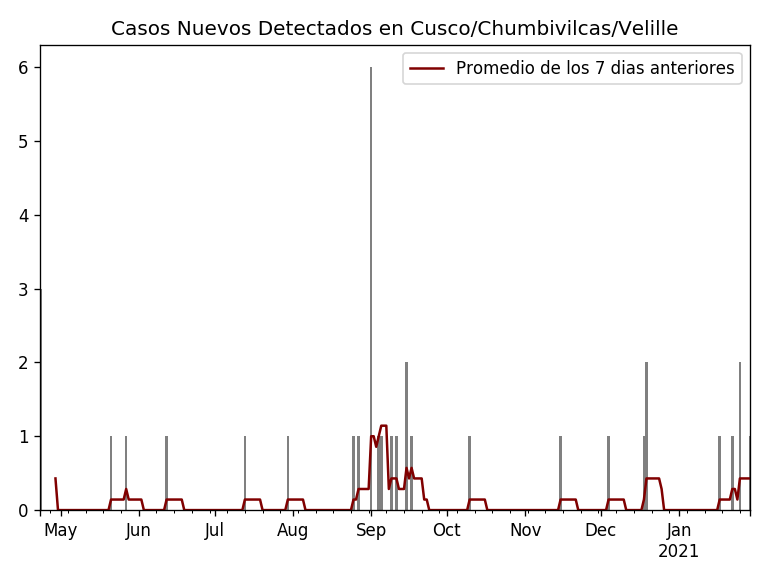 Casos Nuevos Detectados en Cusco/Chumbivilcas/Velille
Promedio de los 7 dias anteriores
6
5
4
3
2
1
0
May Jun Jul Aug Sep Oct Nov Dec Jan
2021